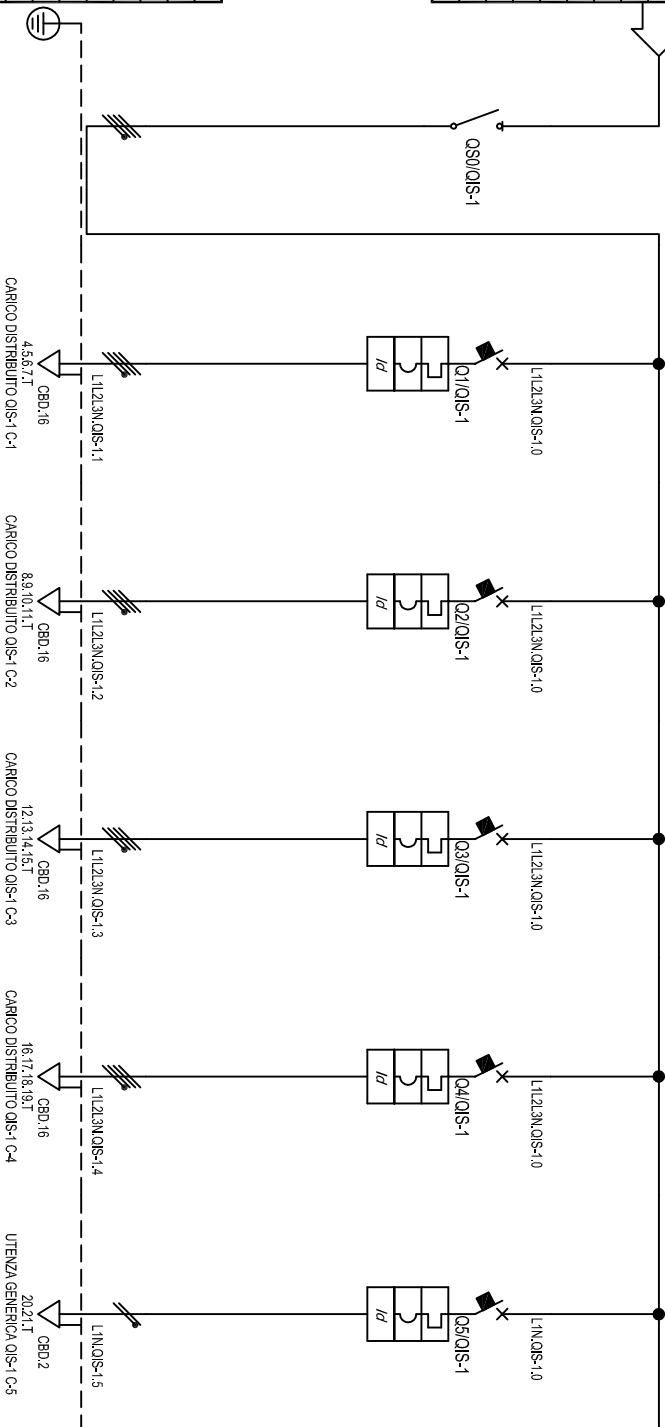 QS0/QIS-1
L1L2L3N.QIS-1.0
Q1/QIS-1
Id
L1L2L3N.QIS-1.1
CBD.16
4.5.6.7.T
CARICO DISTRIBUITO QIS-1 C-1
L1L2L3N.QIS-1.0
Q2/QIS-1
Id
L1L2L3N.QIS-1.2
CBD.16
8.9.10.11.T
CARICO DISTRIBUITO QIS-1 C-2
L1L2L3N.QIS-1.0
Q3/QIS-1
Id
L1L2L3N.QIS-1.3
CBD.16
12.13.14.15.T
CARICO DISTRIBUITO QIS-1 C-3
L1L2L3N.QIS-1.0
Q4/QIS-1
Id
L1L2L3N.QIS-1.4
CBD.16
16.17.18.19.T
CARICO DISTRIBUITO QIS-1 C-4
L1N.QIS-1.0
Q5/QIS-1
Id
L1N.QIS-1.5
CBD.2
20.21.T
UTENZA GENERICA QIS-1 C-5